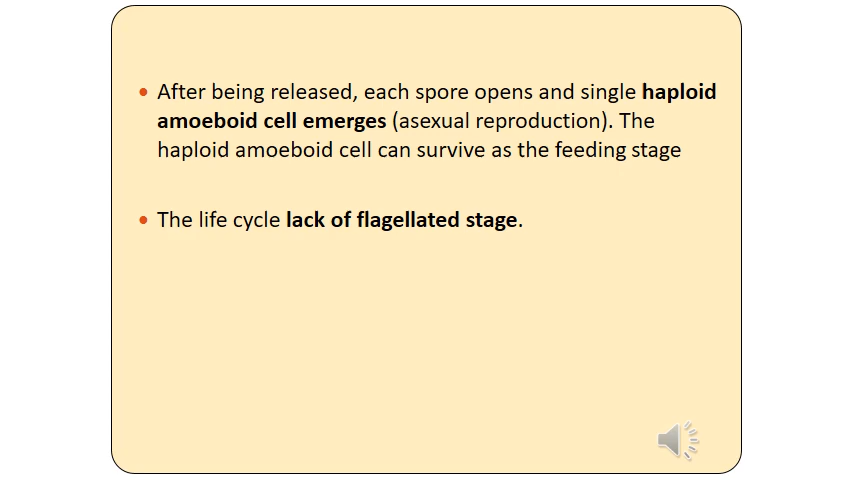 • After being released, each spore opens and single haploid
amoeboid cell emerges (asexual reproduction). The
haploid amoeboid cell can survive as the feeding stage
• The life cycle lack of flagellated stage.